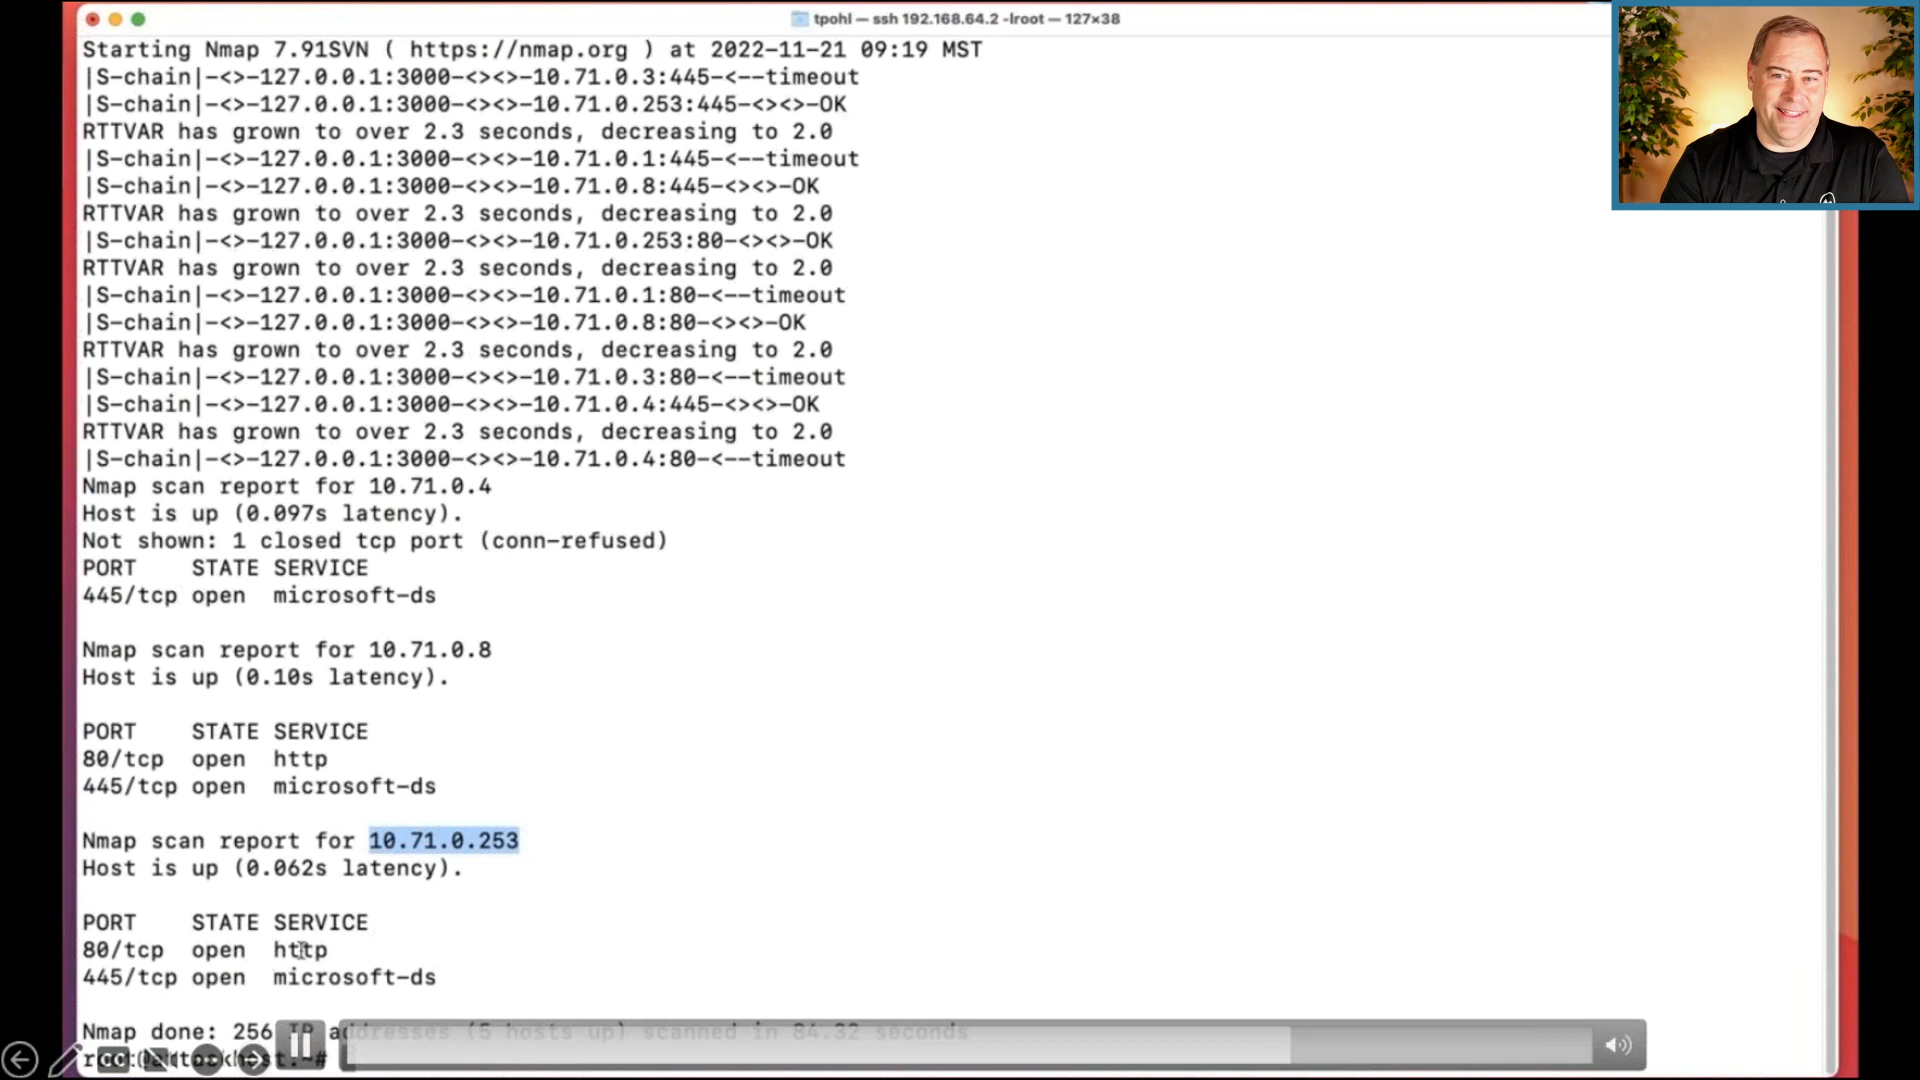 tpohl — ssh 192.168.64.2 -lroot — 127×38
Starting Nmap 7.91SVN ( https://nmap.org ) at 2022-11-21 09:19 MST
|S-chain|-<>-127.0.0.1:3000-<><>-10.71.0.3:445-<--timeout
|S-chain|-<>-127.0.0.1:3000-<><>-10.71.0.253:445-<><>-OK
RTTVAR has grown to over 2.3 seconds, decreasing to 2.0
|S-chain|-<>-127.0.0.1:3000-<><>-10.71.0.1:445-<--timeout
|S-chain|-<>-127.0.0.1:3000-<><>-10.71.0.8:445-<><>-OK
RTTVAR has grown to over 2.3 seconds, decreasing to 2.0
|S-chain|-<>-127.0.0.1:3000-<><>-10.71.0.253:80-<><>-OK
RTTVAR has grown to over 2.3 seconds, decreasing to 2.0
|S-chain|-<>-127.0.0.1:3000-<><>-10.71.0.1:80-<--timeout
|S-chain|-<>-127.0.0.1:3000-<><>-10.71.0.8:80-<><>-OK
RTTVAR has grown to over 2.3 seconds, decreasing to 2.0
|S-chain|-<>-127.0.0.1:3000-<><>-10.71.0.3:80-<--timeout
|S-chain|-<>-127.0.0.1:3000-<><>-10.71.0.4:445-<><>-OK
RTTVAR has grown to over 2.3 seconds, decreasing to 2.0
|S-chain|-<>-127.0.0.1:3000-<><>-10.71.0.4:80-<--timeout
Nmap scan report for 10.71.0.4
Host is up (0.097s latency).
Not shown: 1 closed tcp port (conn-refused)
PORT    STATE SERVICE
445/tcp open  microsoft-ds
Nmap scan report for 10.71.0.8
Host is up (0.10s latency).
PORT    STATE SERVICE
80/tcp  open  http
445/tcp open  microsoft-ds
Nmap scan report for 10.71.0.253
Host is up (0.062s latency).
PORT    STATE SERVICE
80/tcp  open  http
445/tcp open  microsoft-ds
Nmap done: 256 IP addresses (5 hosts up) scanned in 84.32 seconds
root@attackhost:~#